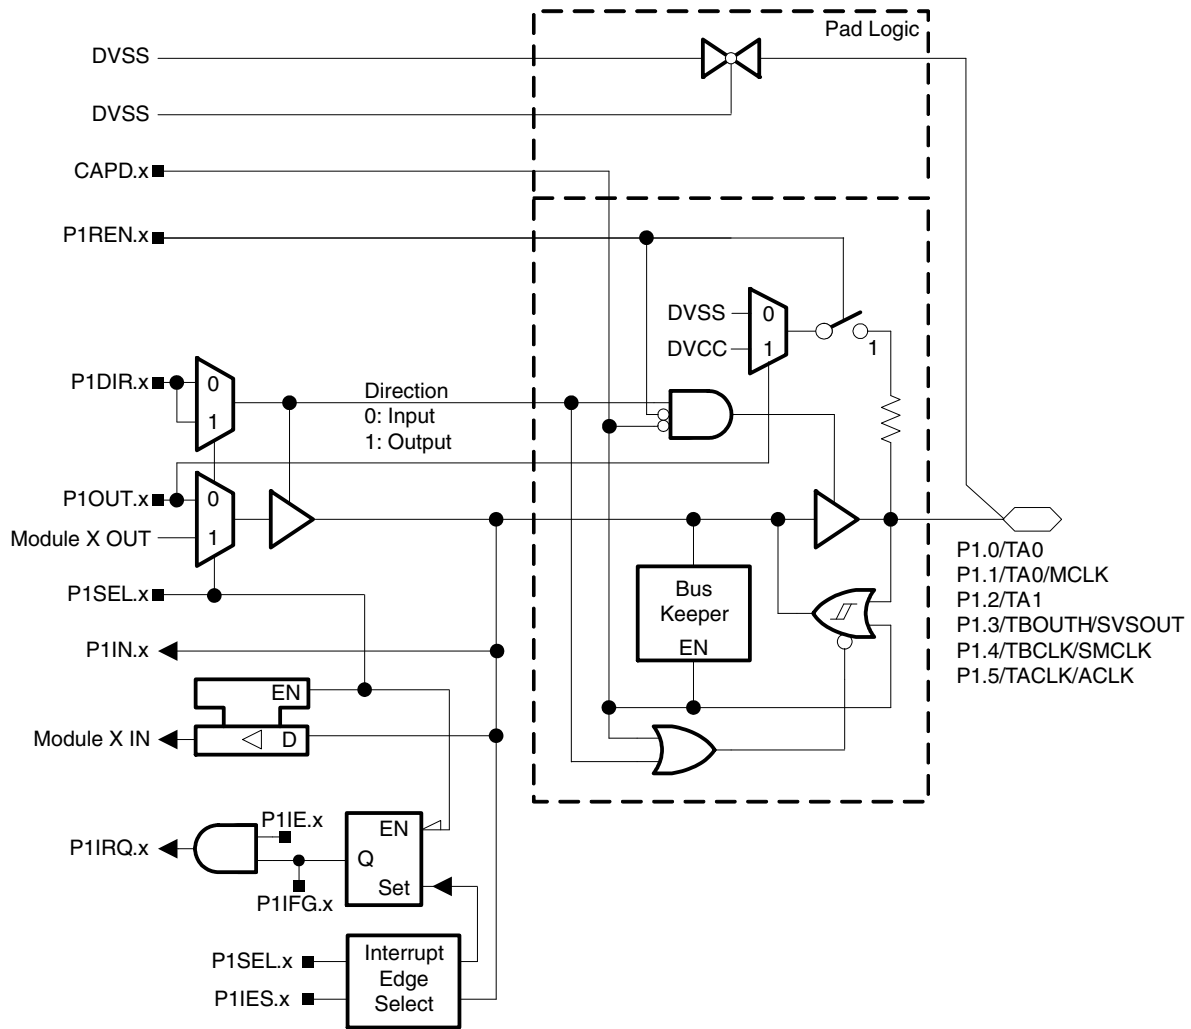 Pad Logic
DVSS
DVSS
CAPD.x
P1REN.x
DVSS
0
DVCC
1
1
P1DIR.x
0
1
Direction
0: Input
1: Output
P1OUT.x
0
Module X OUT
1
P1SEL.x
Bus
Keeper
EN
P1.0/TA0
P1.1/TA0/MCLK
P1.2/TA1
P1.3/TBOUTH/SVSOUT
P1.4/TBCLK/SMCLK
P1.5/TACLK/ACLK
P1IN.x
EN
Module X IN
D
P1IE.x
P1IRQ.x
EN
Q
Set
P1IFG.x
P1SEL.x
P1IES.x
Interrupt
Edge
Select